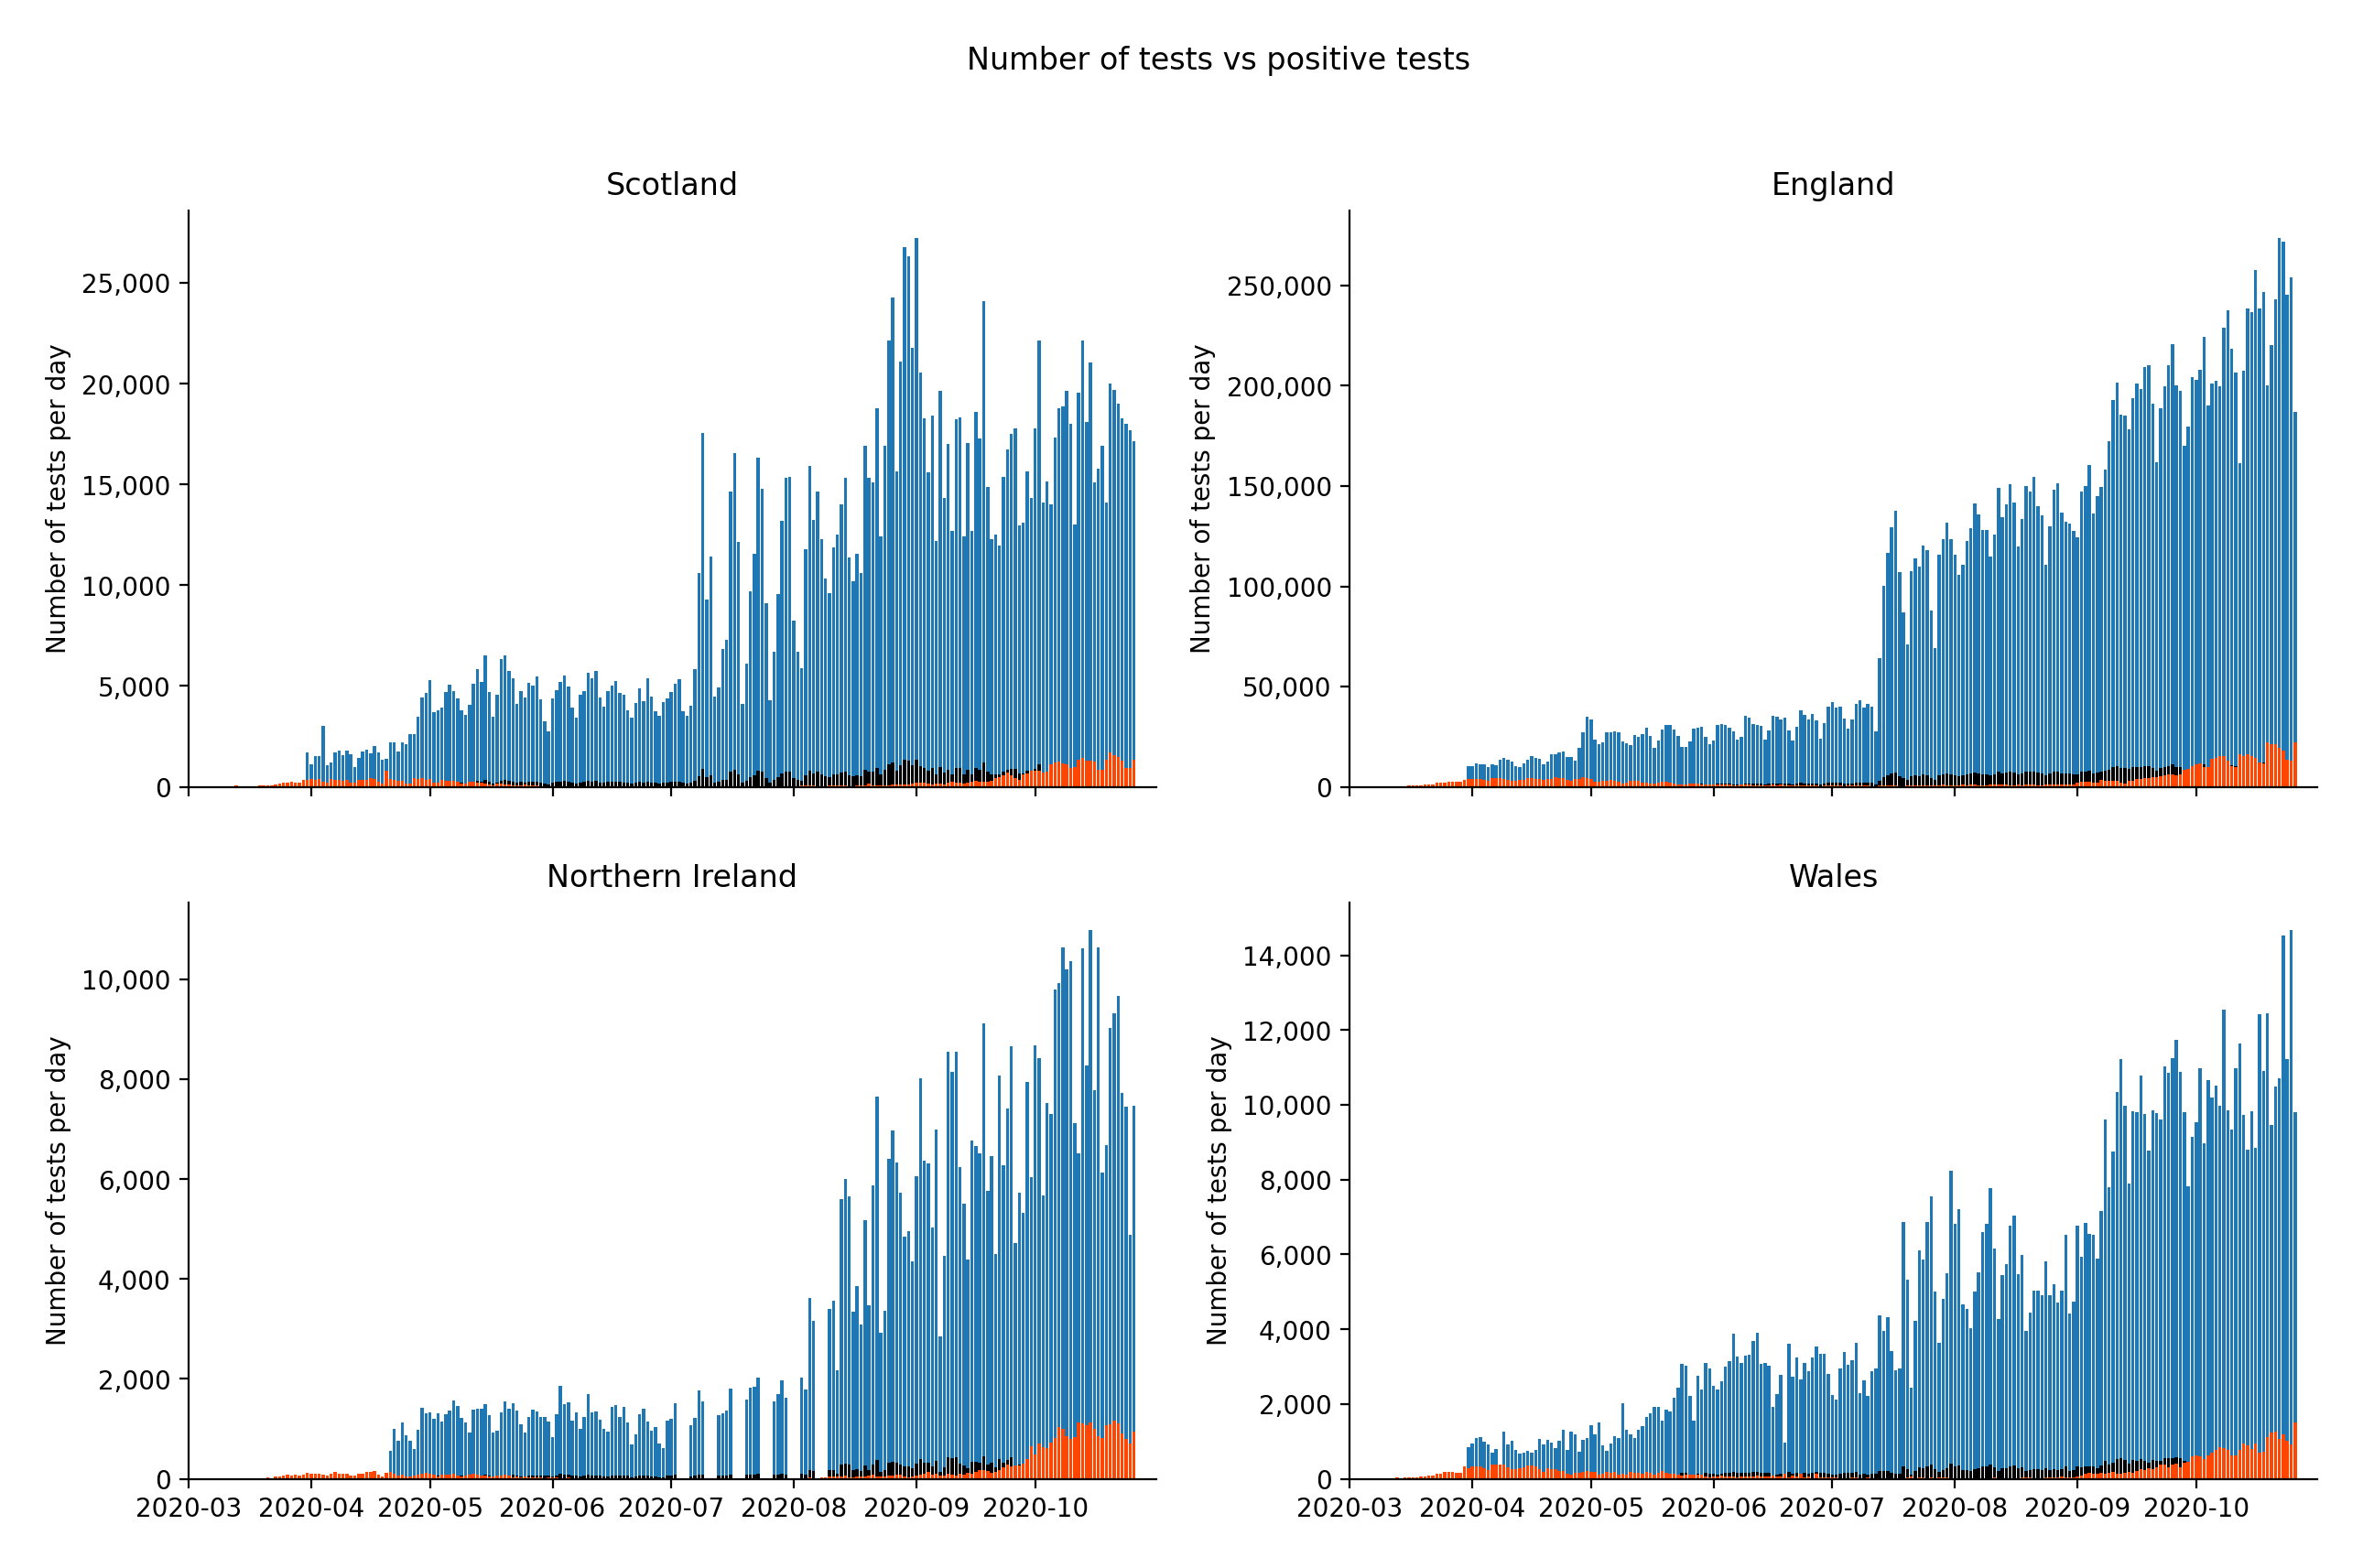 Number of tests vs positive tests
Scotland
England
Number of tests per day
25,000
20,000
15,000
10,000
5,000
0
Number of tests per day
250,000
200,000
150,000
100,000
50,000
0
Northern Ireland
Wales
Number of tests per day
10,000
8,000
6,000
4,000
2,000
0
2020-03 2020-04 2020-05 2020-06 2020-07 2020-08 2020-09 2020-10
Number of tests per day
14,000
12,000
10,000
8,000
6,000
4,000
2,000
0
2020-03 2020-04 2020-05 2020-06 2020-07 2020-08 2020-09 2020-10